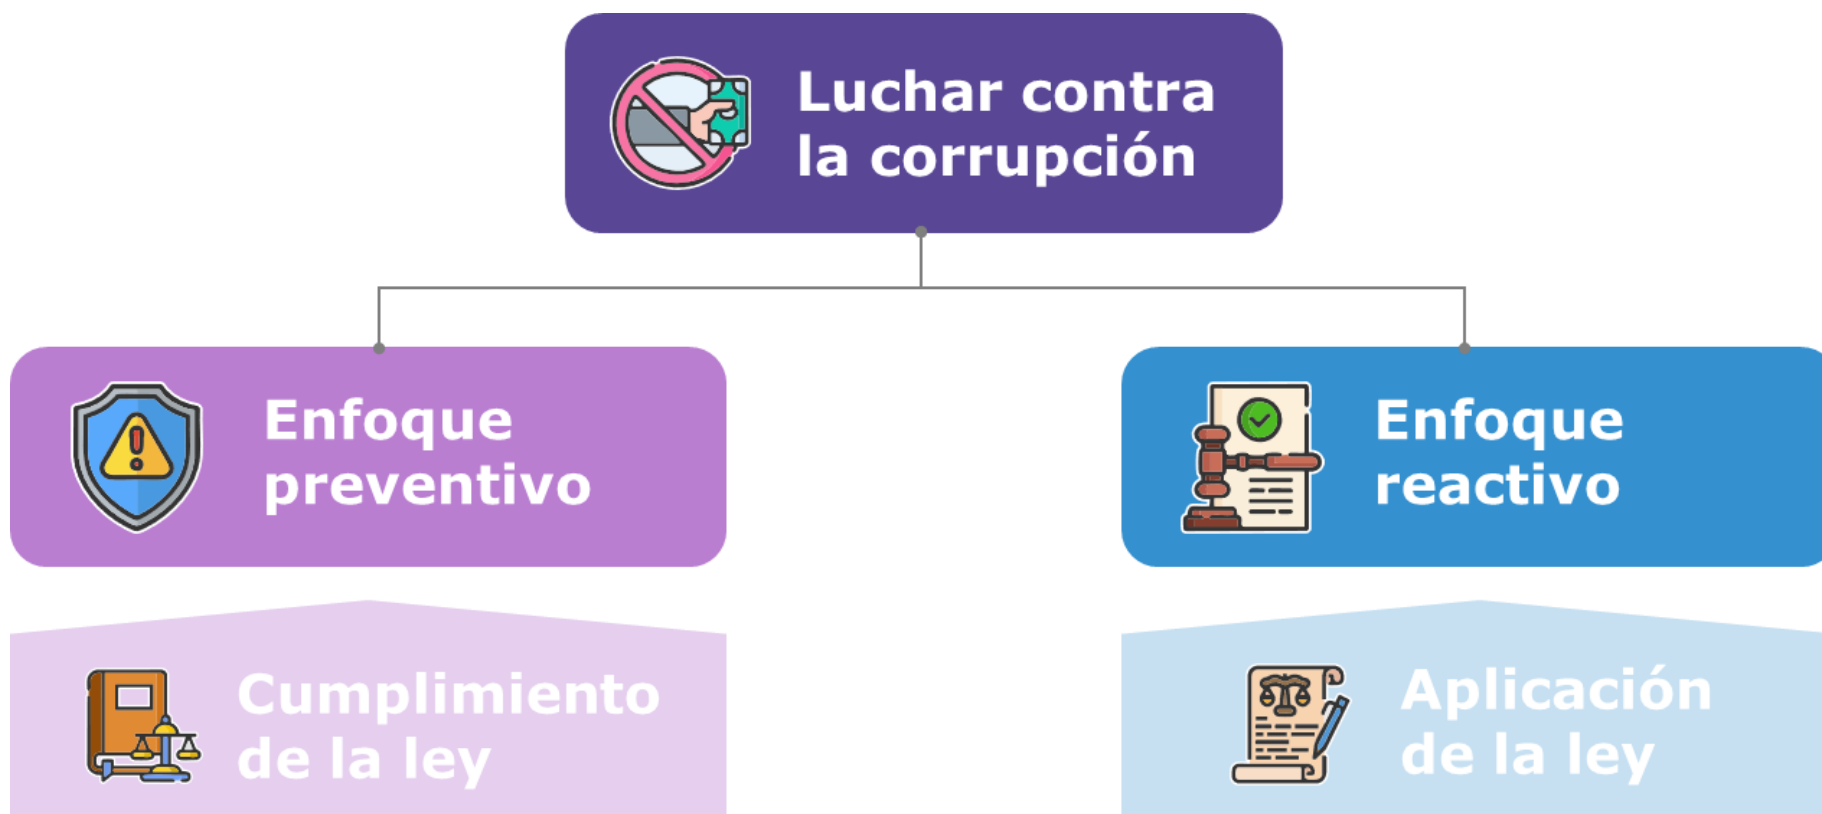 Luchar contra
la corrupción
Enfoque
preventivo
Enfoque
reactivo
Cumplimiento
de la ley
Aplicación
de la ley